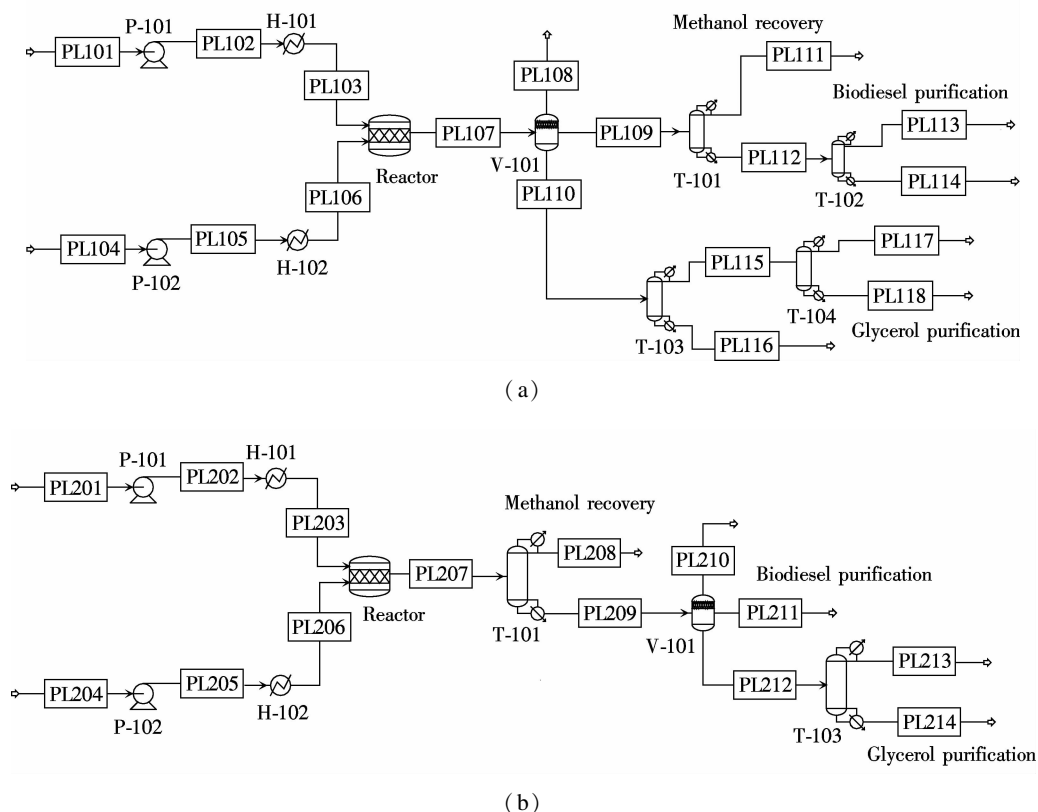 Methanol recovery
H-101
P-101
PL102
PL111
PL101
PL108
PL103
Biodiesel purification
PL113
PL107
PL109
V-101
PL112
Reactor
T-101
PL114
PL106
PL110
T-102
PL104
PL105
PL117
P-102
H-102
PL115
PL118
T-104
Glycerol purification
T-103
PL116
(a)
H-101
P-101
PL202
PL201
Methanol recovery
PL203
PL208
PL210
Biodiesel purification
PL207
Reactor
PL209
PL211
T-101
V-101
PL206
PL204
PL205
PL212
PL213
P-102
H-102
T-103
PL214
Glycerol purification
(b)